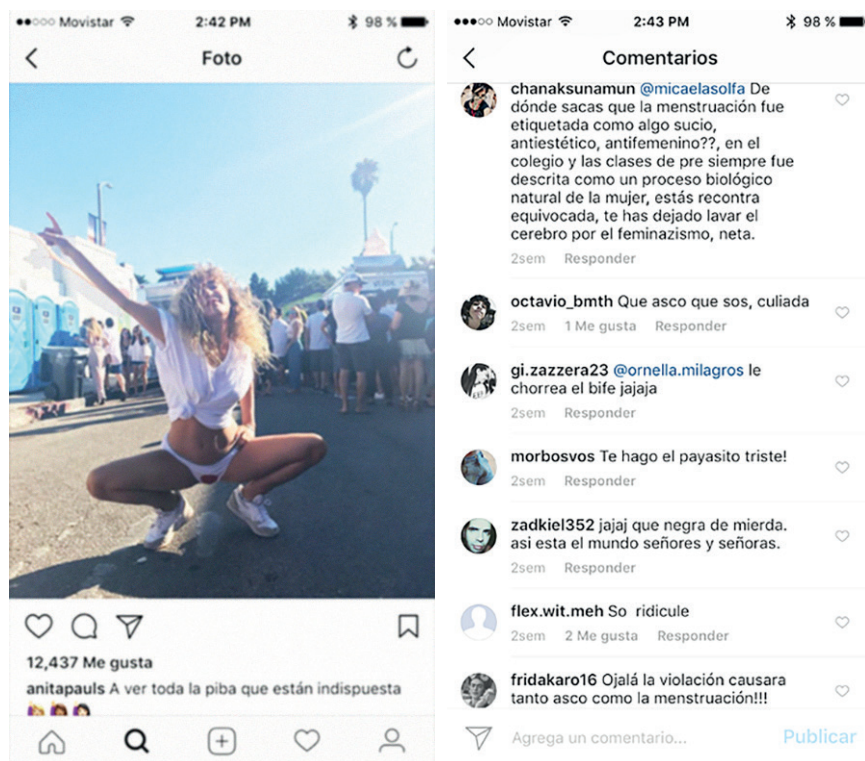 Movistar 2:42 PM 98 %
Foto
12,437 Me gusta
anitapauls A ver toda la piba que están indispuesta
Movistar 2:43 PM 98 %
Comentarios
chanaksunamun @micaelasolfa De
dónde sacas que la menstruación fue
etiquetada como algo sucio,
antiestético, antifemenino??, en el
colegio y las clases de pre siempre fue
descrita como un proceso biológico
natural de la mujer, estás recontra
equivocada, te has dejado lavar el
cerebro por el feminazismo, neta.
2sem Responder
octavio_bmth Que asco que sos, culiada
2sem 1 Me gusta Responder
gi.zazzera23 @ornella.milagros le
chorrea el bife jajaja
2sem Responder
morbosvos Te hago el payasito triste!
2sem Responder
zadkiel352 jajaj que negra de mierda.
asi esta el mundo señores y señoras.
2sem Responder
flex.wit.meh So ridicule
2sem 2 Me gusta Responder
fridakaro16 Ojalá la violación causara
tanto asco como la menstruación!!!
Agrega un comentario... Publicar